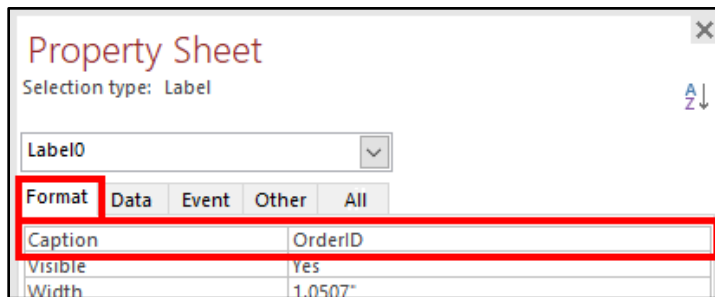 Property Sheet
Selection type: Label
A
Z
Label0
Format Data Event Other All
Caption OrderID
Visible Yes
Width 1.0507"